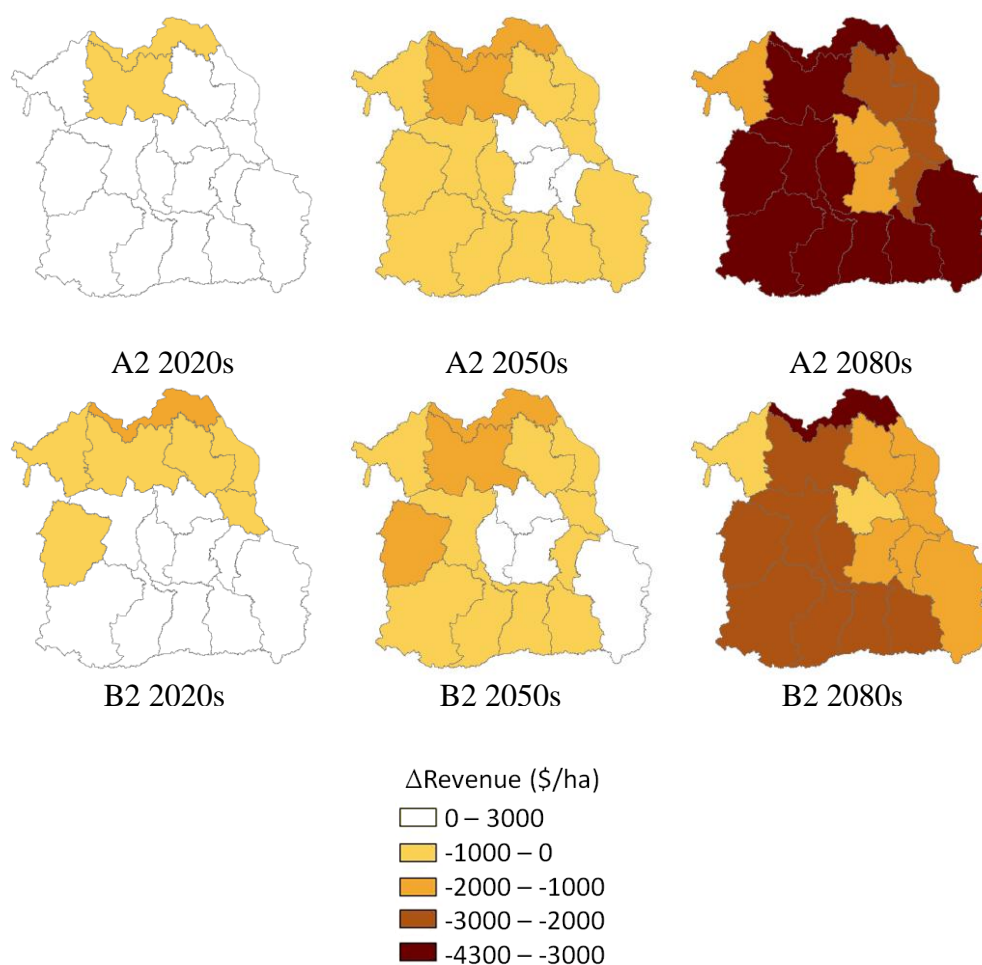 A2 2020s
A2 2050s
A2 2080s
B2 2020s
B2 2050s
B2 2080s
ΔRevenue ($/ha)
0 – 3000
-1000 – 0
-2000 – -1000
-3000 – -2000
-4300 – -3000